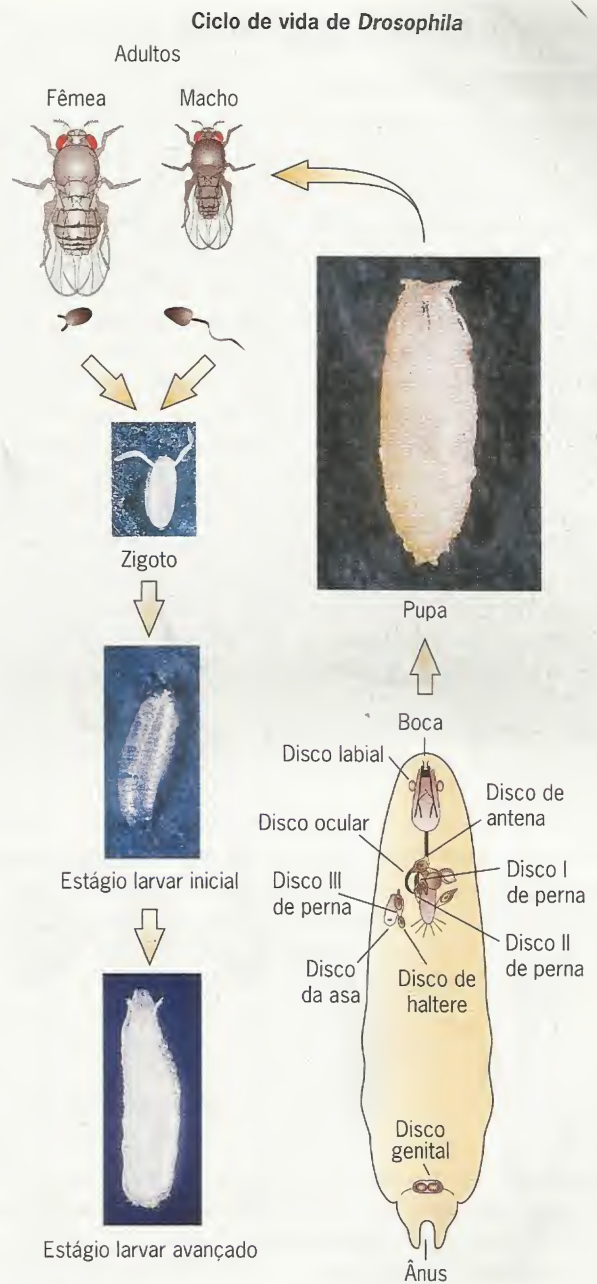 Ciclo de vida de Drosophila
Adultos
Fêmea
Macho
Zigoto
Estágio larvar inicial
Estágio larvar avançado
Pupa
Boca
Disco labial
Disco de
antena
Disco ocular
Disco I
de perna
Disco III
de perna
Disco II
de perna
Disco
da asa
Disco de
haltere
Disco
genital
Ânus